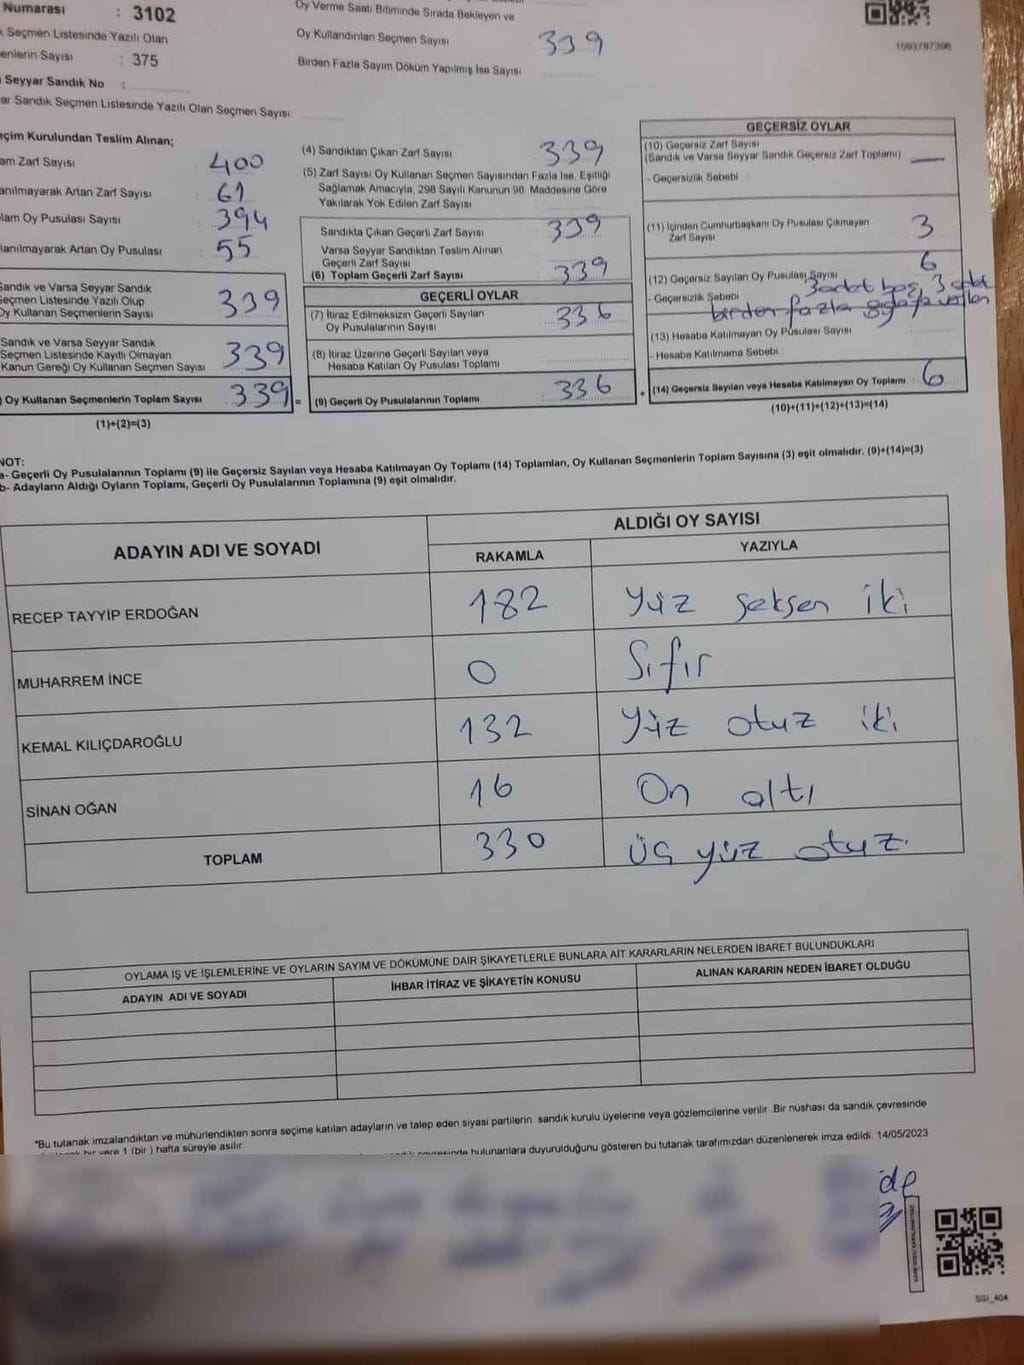 Numarası : 3102
Seçmen Listesinde Yazılı Olan
Sayısı : 375
Seyyar Sandık No :
Sandık Seçmen Listesinde Yazılı Olan Seçmen Sayısı
Oy Verme Saati Bitiminde Sırada Bekleyen ve
Oy Kullandırılan Seçmen Sayısı 339
Birden Fazla Sayım Döküm Yapılmış İse Sayısı
1093787396
Kurulundan Teslim Alınan;
Zarf Sayısı 400
Artan Zarf Sayısı 61
Oy Pusulası Sayısı 394
Artan Oy Pusulası 55
Sandık ve Varsa Seyyar Sandık
Seçmen Listesinde Yazılı Olup
Oy Kullanan Seçmenlerin Sayısı 339
Sandık ve Varsa Seyyar Sandık
Seçmen Listesinde Kayıtlı Olmayan
Kanun Gereği Oy Kullanan Seçmen Sayısı 339
Oy Kullanan Seçmenlerin Toplam Sayısı 339 =
(1)+(2)=(3)
(4) Sandıktan Çıkan Zarf Sayısı 339
(5) Zarf Sayısı Oy Kullanan Seçmen Sayısından Fazla İse, Eşitliği
Sağlamak Amacıyla, 298 Sayılı Kanunun 98. Maddesine Göre
Yakılarak Yok Edilen Zarf Sayısı
Sandıkta Çıkan Geçerli Zarf Sayısı 339
Varsa Seyyar Sandıktan Teslim Alınan
Geçerli Zarf Sayısı
(6) Toplam Geçerli Zarf Sayısı 339
GEÇERLİ OYLAR
(7) İtiraz Edilmeksizin Geçerli Sayılan
Oy Pusulalarının Sayısı 336
(8) İtiraz Üzerine Geçerli Sayılan veya
Hesaba Katılan Oy Pusulası Toplamı
(9) Geçerli Oy Pusulalarının Toplamı 336 +
GEÇERSİZ OYLAR
(10) Geçersiz Zarf Sayısı
(Sandık ve Varsa Seyyar Sandık Geçersiz Zarf Toplamı) —
- Geçersizlik Sebebi
(11) İçinden Cumhurbaşkanı Oy Pusulası Çıkmayan
Zarf Sayısı 3
(12) Geçersiz Sayılan Oy Pusulası Sayısı 6
- Geçersizlik Sebebi 3 adet boş, 3 adet
birden fazla
(13) Hesaba Katılmayan Oy Pusulası Sayısı
- Hesaba Katılmama Sebebi
(14) Geçersiz Sayılan veya Hesaba Katılmayan Oy Toplamı 6
(10)+(11)+(12)+(13)=(14)
NOT:
a- Geçerli Oy Pusulalarının Toplamı (9) ile Geçersiz Sayılan veya Hesaba Katılmayan Oy Toplamı (14) Toplamları, Oy Kullanan Seçmenlerin Toplam Sayısına (3) eşit olmalıdır. (9)+(14)=(3)
b- Adayların Aldığı Oyların Toplamı, Geçerli Oy Pusulalarının Toplamına (9) eşit olmalıdır.
ADAYIN ADI VE SOYADI
ALDIĞI OY SAYISI
RAKAMLA YAZIYLA
RECEP TAYYİP ERDOĞAN 182 Yüz seksen iki
MUHARREM İNCE 0 Sıfır
KEMAL KILIÇDAROĞLU 132 Yüz otuz iki
SİNAN OĞAN 16 On altı
TOPLAM 330 üç yüz otuz
OYLAMA İŞ VE İŞLEMLERİNE VE OYLARIN SAYIM VE DÖKÜMÜNE DAİR ŞİKAYETLERLE BUNLARA AİT KARARLARIN NELERDEN İBARET BULUNDUKLARI
ADAYIN ADI VE SOYADI
İHBAR İTİRAZ VE ŞİKAYETİN KONUSU
ALINAN KARARIN NEDEN İBARET OLDUĞU
*Bu tutanak imzalandıktan ve mühürlendikten sonra seçime katılan adayların ve talep eden siyasi partilerin sandık kurulu üyelerine veya gözlemcilerine verilir .Bir nüshası da sandık çevresinde
bir yere 1 (bir ) hafta süreyle asılır
bulunanlara duyurulduğunu gösteren bu tutanak tarafımızdan düzenlenerek imza edildi. 14/05/2023
SGI_40A